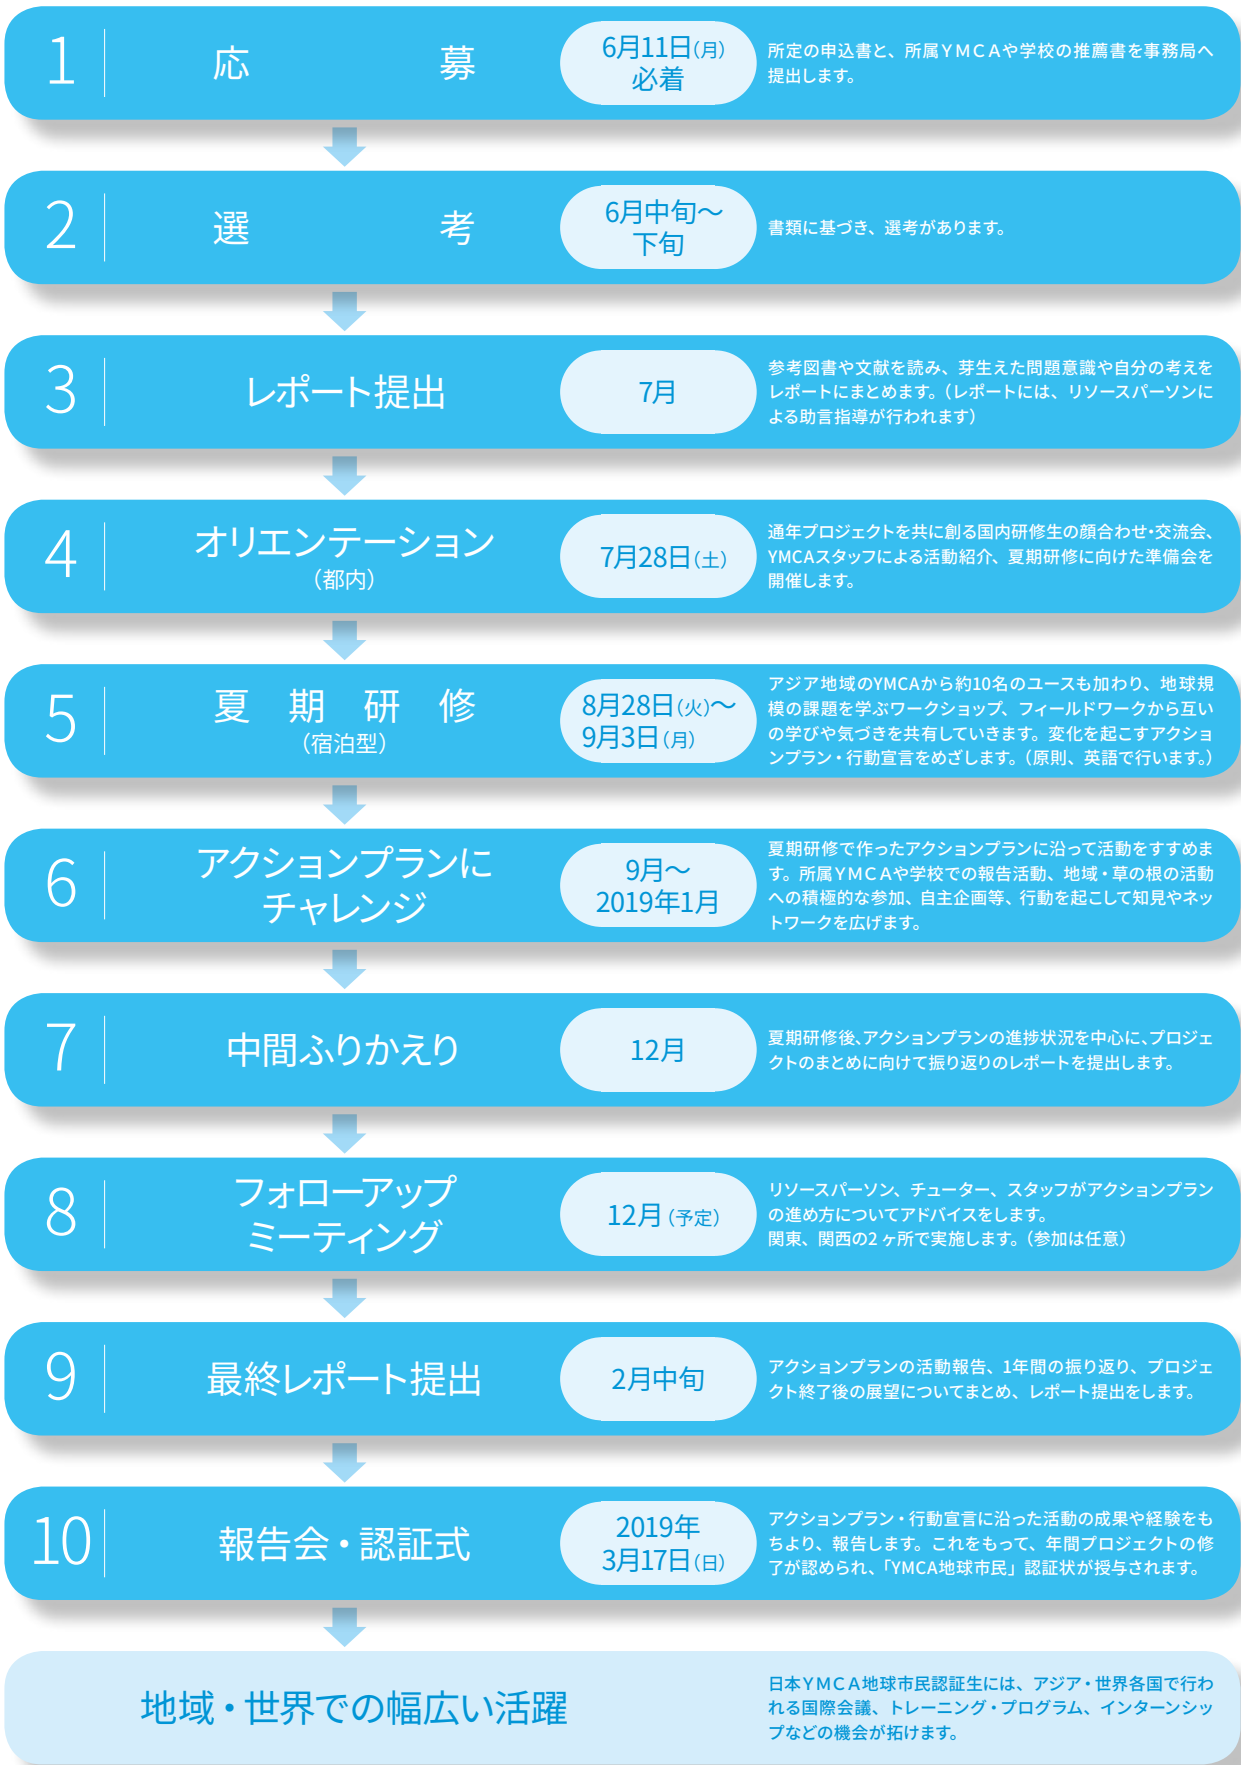 1
応募
6月11日(月)
必着
所定の申込書と、所属YMCAや学校の推薦書を事務局へ
提出します。
2
選考
6月中旬〜
下旬
書類に基づき、選考があります。
3
レポート提出
7月
参考図書や文献を読み、芽生えた問題意識や自分の考えを
レポートにまとめます。（レポートには、リソースパーソンに
よる助言指導が行われます）
4
オリエンテーション
（都内）
7月28日(土)
通年プロジェクトを共に創る国内研修生の顔合わせ・交流会、
YMCAスタッフによる活動紹介、夏期研修に向けた準備会を
開催します。
5
夏期研修
（宿泊型）
8月28日(火)〜
9月3日(月)
アジア地域のYMCAから約10名のユースも加わり、地球規
模の課題を学ぶワークショップ、フィールドワークから互い
の学びや気づきを共有していきます。変化を起こすアクショ
ンプラン・行動宣言をめざします。（原則、英語で行います。）
6
アクションプランに
チャレンジ
9月〜
2019年1月
夏期研修で作ったアクションプランに沿って活動をすすめま
す。所属YMCAや学校での報告活動、地域・草の根の活動
への積極的な参加、自主企画等、行動を起こして知見やネッ
トワークを広げます。
7
中間ふりかえり
12月
夏期研修後、アクションプランの進捗状況を中心に、プロジェ
クトのまとめに向けて振り返りのレポートを提出します。
8
フォローアップ
ミーティング
12月(予定)
リソースパーソン、チューター、スタッフがアクションプラン
の進め方についてアドバイスをします。
関東、関西の2ヶ所で実施します。（参加は任意）
9
最終レポート提出
2月中旬
アクションプランの活動報告、1年間の振り返り、プロジェ
クト終了後の展望についてまとめ、レポート提出をします。
10
報告会・認証式
2019年
3月17日(日)
アクションプラン・行動宣言に沿った活動の成果や経験をも
ちより、報告します。これをもって、年間プロジェクトの修
了が認められ、「YMCA地球市民」認証状が授与されます。
地域・世界での幅広い活躍
日本YMCA地球市民認証生には、アジア・世界各国で行わ
れる国際会議、トレーニング・プログラム、インターンシッ
プなどの機会が拓けます。